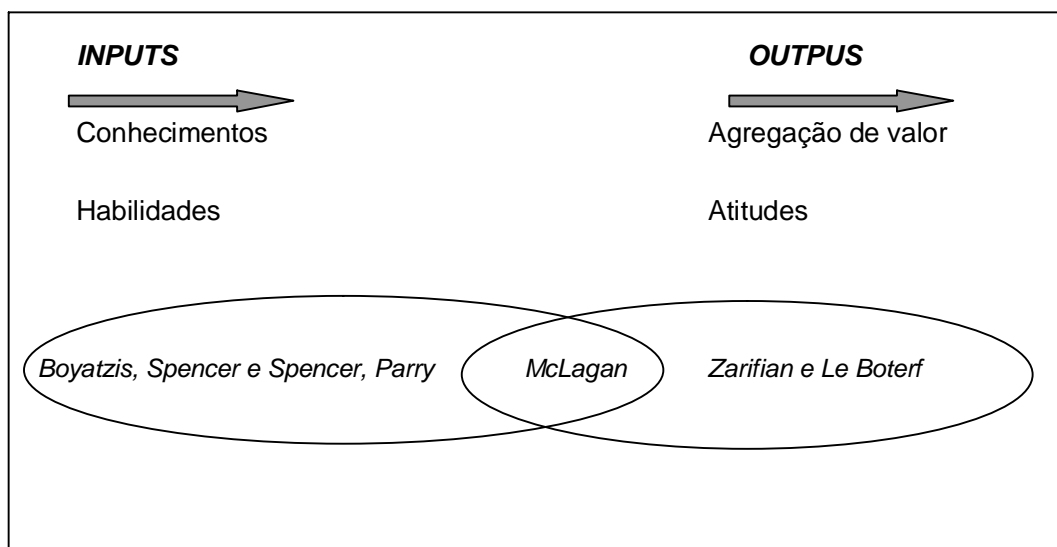 INPUTS OUTPUS
Conhecimentos Agregação de valor
Habilidades Atitudes
Boyatzis, Spencer e Spencer, Parry McLagan Zarifian e Le Boterf